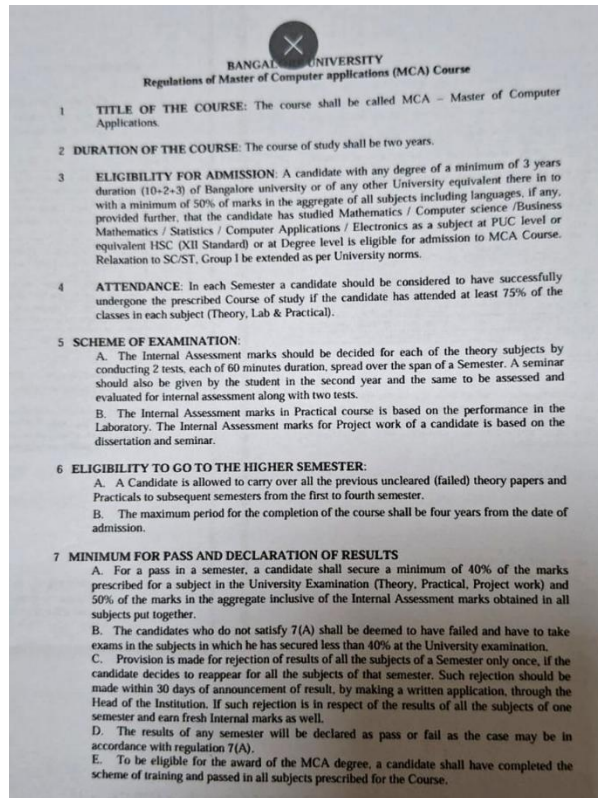 BANGAL UNIVERSITY
Regulations of Master of Computer applications (MCA) Course
1 TITLE OF THE COURSE: The course shall be called MCA – Master of Computer
Applications.
2 DURATION OF THE COURSE: The course of study shall be two years.
3 ELIGIBILITY FOR ADMISSION: A candidate with any degree of a minimum of 3 years
duration (10+2+3) of Bangalore university or of any other University equivalent there in to
with a minimum of 50% of marks in the aggregate of all subjects including languages, if any,
provided further, that the candidate has studied Mathematics / Computer science /Business
Mathematics / Statistics / Computer Applications / Electronics as a subject at PUC level or
equivalent HSC (XII Standard) or at Degree level is eligible for admission to MCA Course.
Relaxation to SC/ST, Group I be extended as per University norms.
4 ATTENDANCE: In each Semester a candidate should be considered to have successfully
undergone the prescribed Course of study if the candidate has attended at least 75% of the
classes in each subject (Theory, Lab & Practical).
5 SCHEME OF EXAMINATION:
A. The Internal Assessment marks should be decided for each of the theory subjects by
conducting 2 tests, each of 60 minutes duration, spread over the span of a Semester. A seminar
should also be given by the student in the second year and the same to be assessed and
evaluated for internal assessment along with two tests.
B. The Internal Assessment marks in Practical course is based on the performance in the
Laboratory. The Internal Assessment marks for Project work of a candidate is based on the
dissertation and seminar.
6 ELIGIBILITY TO GO TO THE HIGHER SEMESTER:
A. A Candidate is allowed to carry over all the previous uncleared (failed) theory papers and
Practicals to subsequent semesters from the first to fourth semester.
B. The maximum period for the completion of the course shall be four years from the date of
admission.
7 MINIMUM FOR PASS AND DECLARATION OF RESULTS
A. For a pass in a semester, a candidate shall secure a minimum of 40% of the marks
prescribed for a subject in the University Examination (Theory, Practical, Project work) and
50% of the marks in the aggregate inclusive of the Internal Assessment marks obtained in all
subjects put together.
B. The candidates who do not satisfy 7(A) shall be deemed to have failed and have to take
exams in the subjects in which he has secured less than 40% at the University examination.
C. Provision is made for rejection of results of all the subjects of a Semester only once, if the
candidate decides to reappear for all the subjects of that semester. Such rejection should be
made within 30 days of announcement of result, by making a written application, through the
Head of the Institution. If such rejection is in respect of the results of all the subjects of one
semester and earn fresh Internal marks as well.
D. The results of any semester will be declared as pass or fail as the case may be in
accordance with regulation 7(A).
E. To be eligible for the award of the MCA degree, a candidate shall have completed the
scheme of training and passed in all subjects prescribed for the Course.